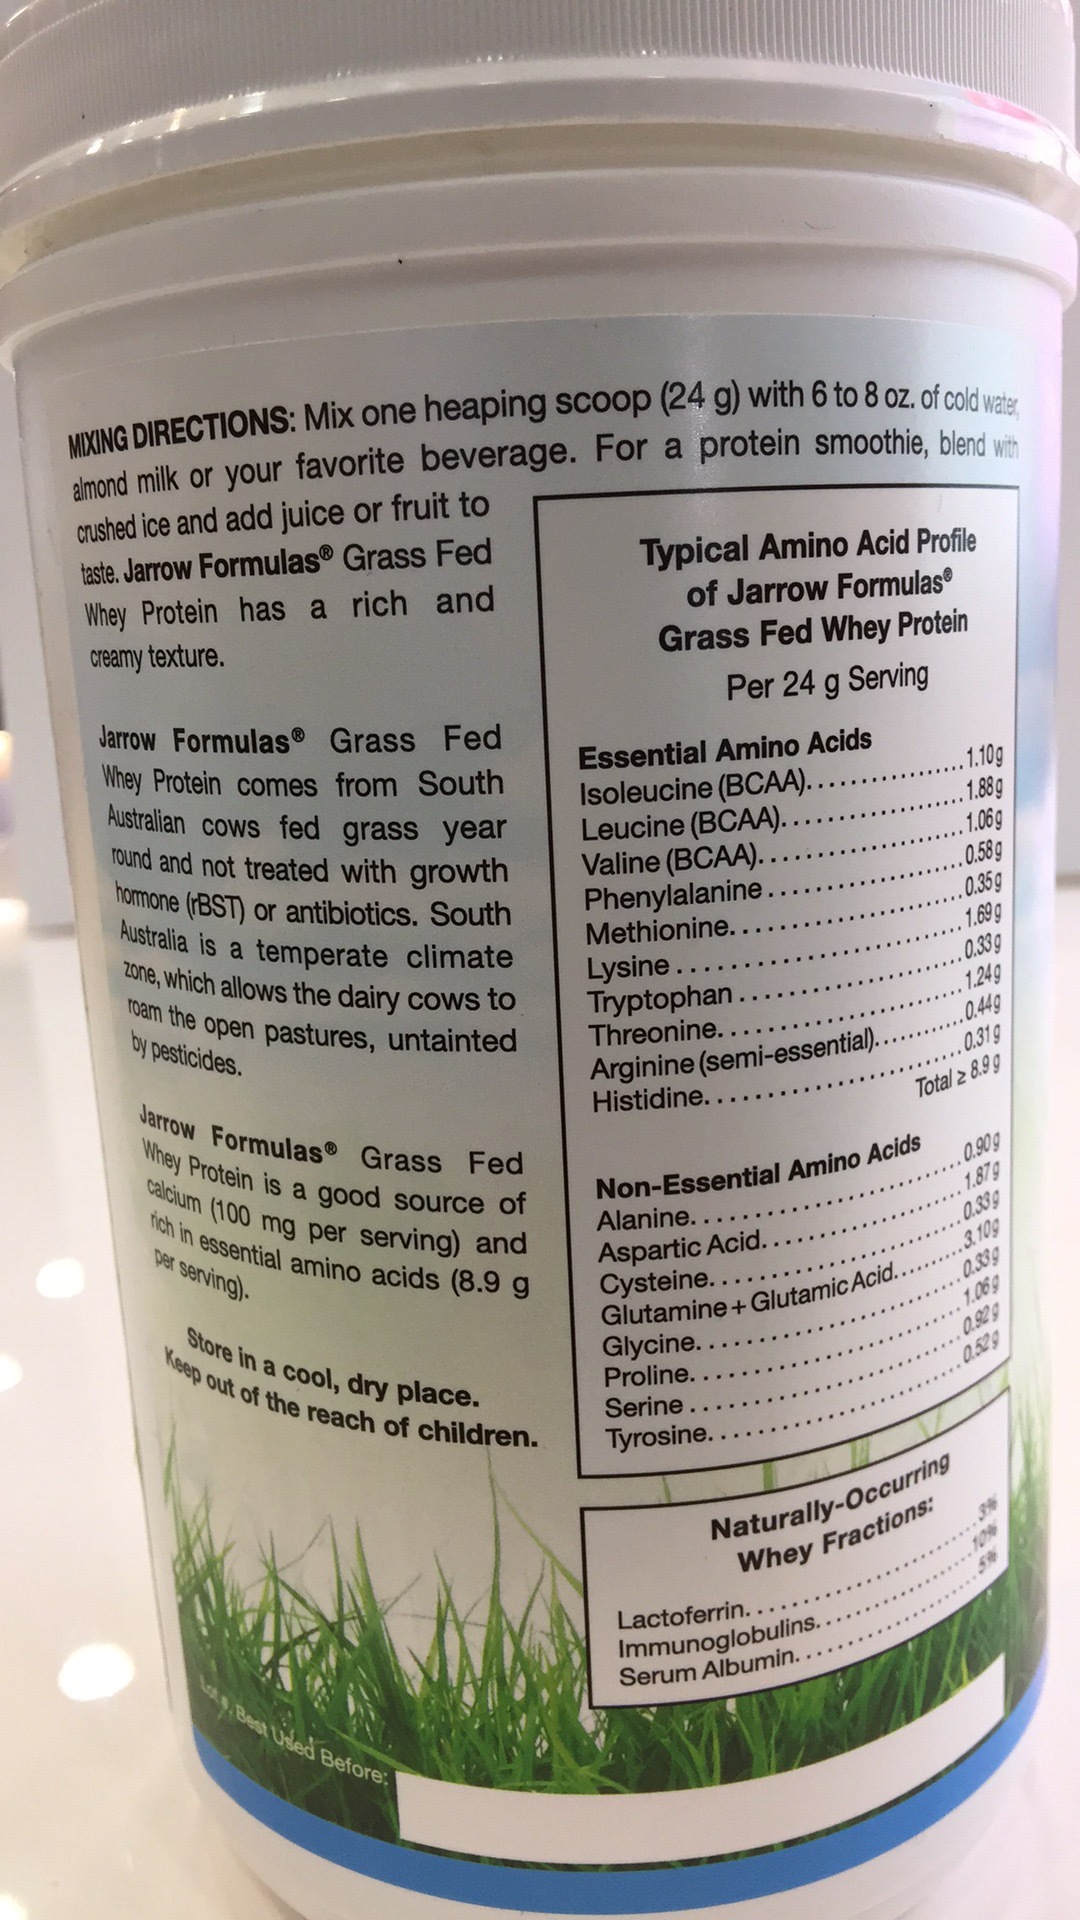 MIXING DIRECTIONS: Mix one heaping scoop (24 g) with 6 to 8 oz. of cold water,
almond milk or your favorite beverage. For a protein smoothie, blend with
crushed ice and add juice or fruit to
taste. Jarrow Formulas® Grass Fed
Whey Protein has a rich and
creamy texture.
Jarrow Formulas® Grass Fed
Whey Protein comes from South
Australian cows fed grass year
round and not treated with growth
hormone (rBST) or antibiotics. South
Australia is a temperate climate
zone, which allows the dairy cows to
roam the open pastures, untainted
by pesticides.
Jarrow Formulas® Grass Fed
Whey Protein is a good source of
calcium (100 mg per serving) and
rich in essential amino acids (8.9 g
per serving).
Store in a cool, dry place.
Keep out of the reach of children.
Typical Amino Acid Profile
of Jarrow Formulas®
Grass Fed Whey Protein
Per 24 g Serving
Essential Amino Acids
Isoleucine (BCAA)................1.10g
Leucine (BCAA)..................1.88g
Valine (BCAA)....................1.06g
Phenylalanine...................0.58g
Methionine......................0.35g
Lysine..........................1.69g
Tryptophan......................0.33g
Threonine.......................1.24g
Arginine (semi-essential)..........0.44g
Histidine........................0.31g
Total ≥ 8.9 g
Non-Essential Amino Acids
Alanine.........................0.90g
Aspartic Acid....................1.87g
Cysteine........................0.33g
Glutamine + Glutamic Acid........3.10g
Glycine.........................0.33g
Proline.........................1.06g
Serine..........................0.92g
Tyrosine........................0.52g
Naturally-Occurring
Whey Fractions:
Lactoferrin.....................3%
Immunoglobulins................10%
Serum Albumin..................5%
Lot #, Best Used Before: